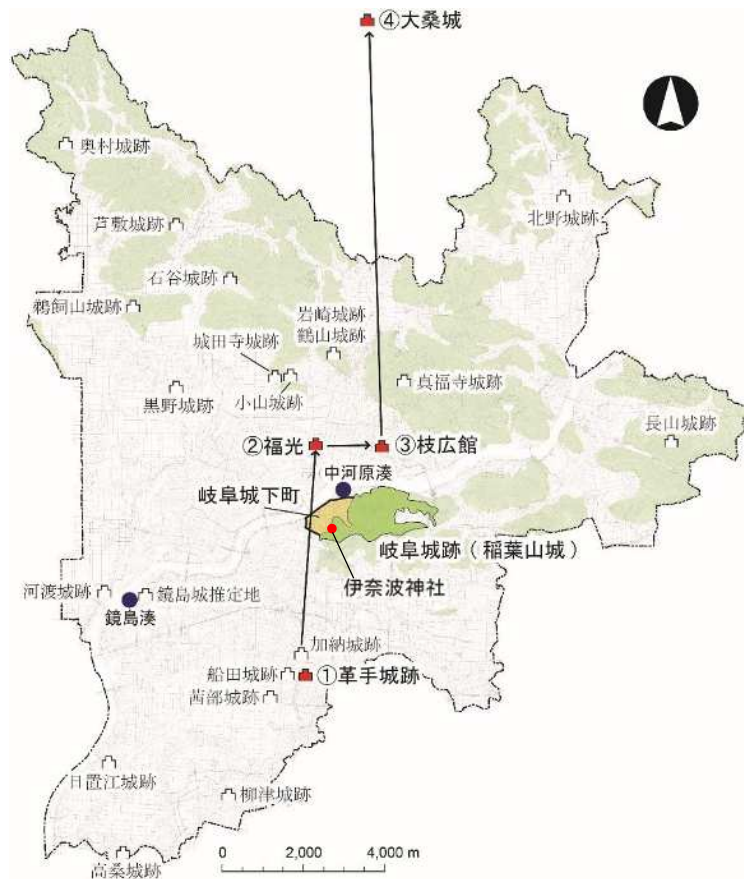 ④大桑城
奥村城跡
北野城跡
芦敷城跡
石谷城跡
鵜飼山城跡
岩崎城跡
鶴山城跡
城田寺城跡
小山城跡
黒野城跡
真福寺城跡
長山城跡
②福光
③枝広館
中河原湊
岐阜城下町
岐阜城跡（稲葉山城）
伊奈波神社
河渡城跡
鏡島城推定地
鏡島湊
加納城跡
船田城跡
①革手城跡
茜部城跡
日置江城跡
柳津城跡
高桑城跡
0 2,000 4,000 m